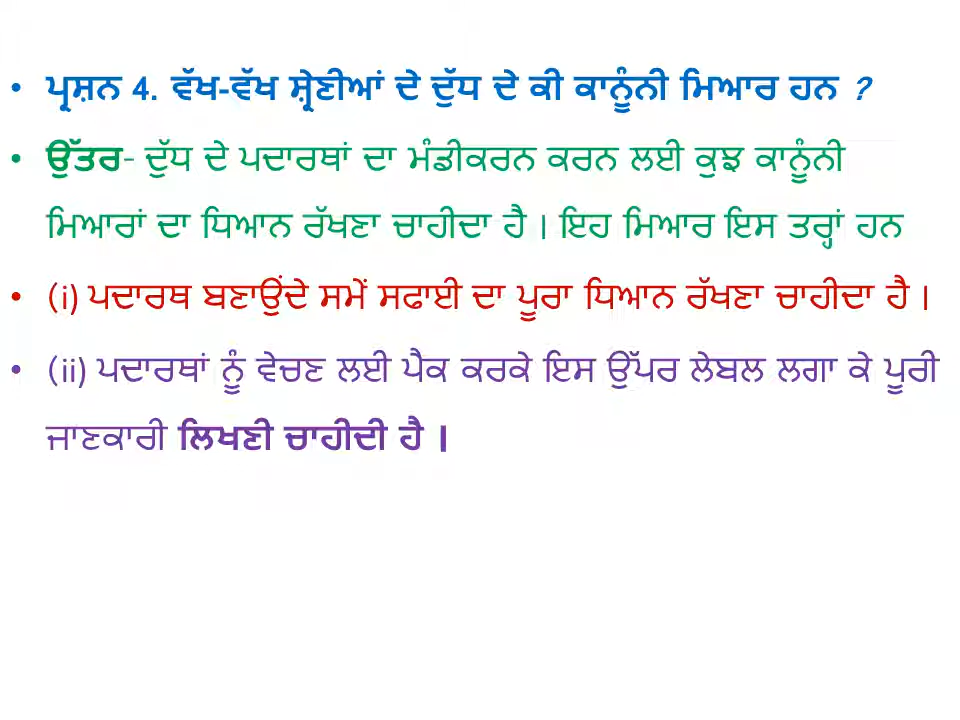 • ਪ੍ਰਸ਼ਨ 4. ਵੱਖ-ਵੱਖ ਸ਼੍ਰੇਣੀਆਂ ਦੇ ਦੁੱਧ ਦੇ ਕੀ ਕਾਨੂੰਨੀ ਮਿਆਰ ਹਨ ?
• ਉੱਤਰ- ਦੁੱਧ ਦੇ ਪਦਾਰਥਾਂ ਦਾ ਮੰਡੀਕਰਨ ਕਰਨ ਲਈ ਕੁਝ ਕਾਨੂੰਨੀ
ਮਿਆਰਾਂ ਦਾ ਧਿਆਨ ਰੱਖਣਾ ਚਾਹੀਦਾ ਹੈ । ਇਹ ਮਿਆਰ ਇਸ ਤਰ੍ਹਾਂ ਹਨ
• (i) ਪਦਾਰਥ ਬਣਾਉਂਦੇ ਸਮੇਂ ਸਫਾਈ ਦਾ ਪੂਰਾ ਧਿਆਨ ਰੱਖਣਾ ਚਾਹੀਦਾ ਹੈ ।
• (ii) ਪਦਾਰਥਾਂ ਨੂੰ ਵੇਚਣ ਲਈ ਪੈਕ ਕਰਕੇ ਇਸ ਉੱਪਰ ਲੇਬਲ ਲਗਾ ਕੇ ਪੂਰੀ
ਜਾਣਕਾਰੀ ਲਿਖਣੀ ਚਾਹੀਦੀ ਹੈ ।